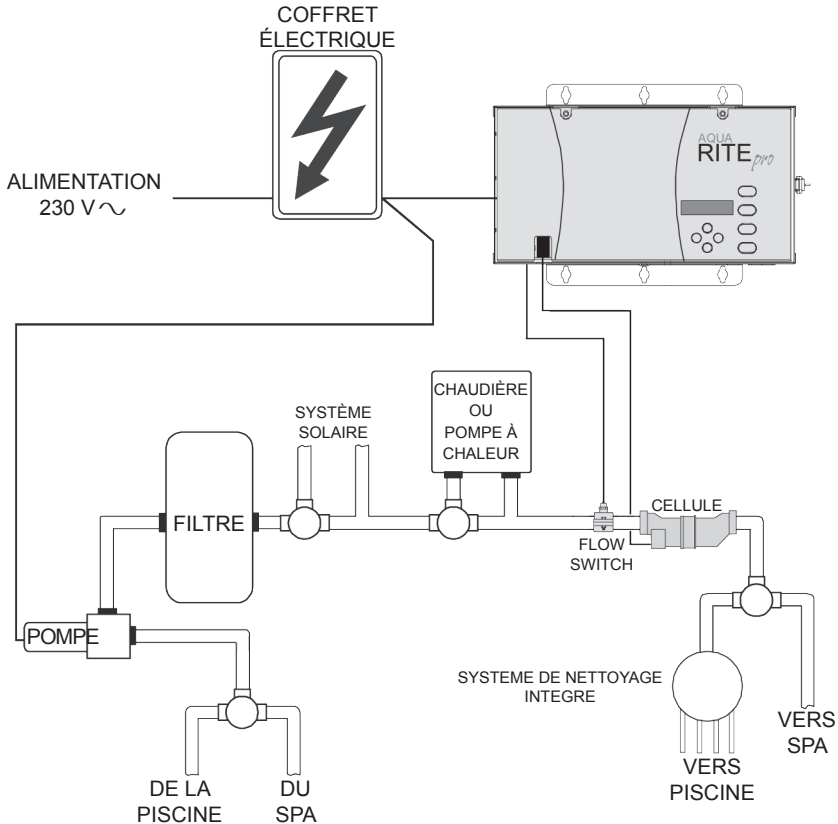 COFFRET
ÉLECTRIQUE
AQUA
RITE pro
ALIMENTATION
230 V
SYSTÈME
SOLAIRE
CHAUDIÈRE
OU
POMPE À
CHALEUR
FILTRE
CELLULE
FLOW
SWITCH
POMPE
SYSTEME DE NETTOYAGE
INTEGRE
VERS
SPA
VERS
PISCINE
DE LA
PISCINE
DU
SPA